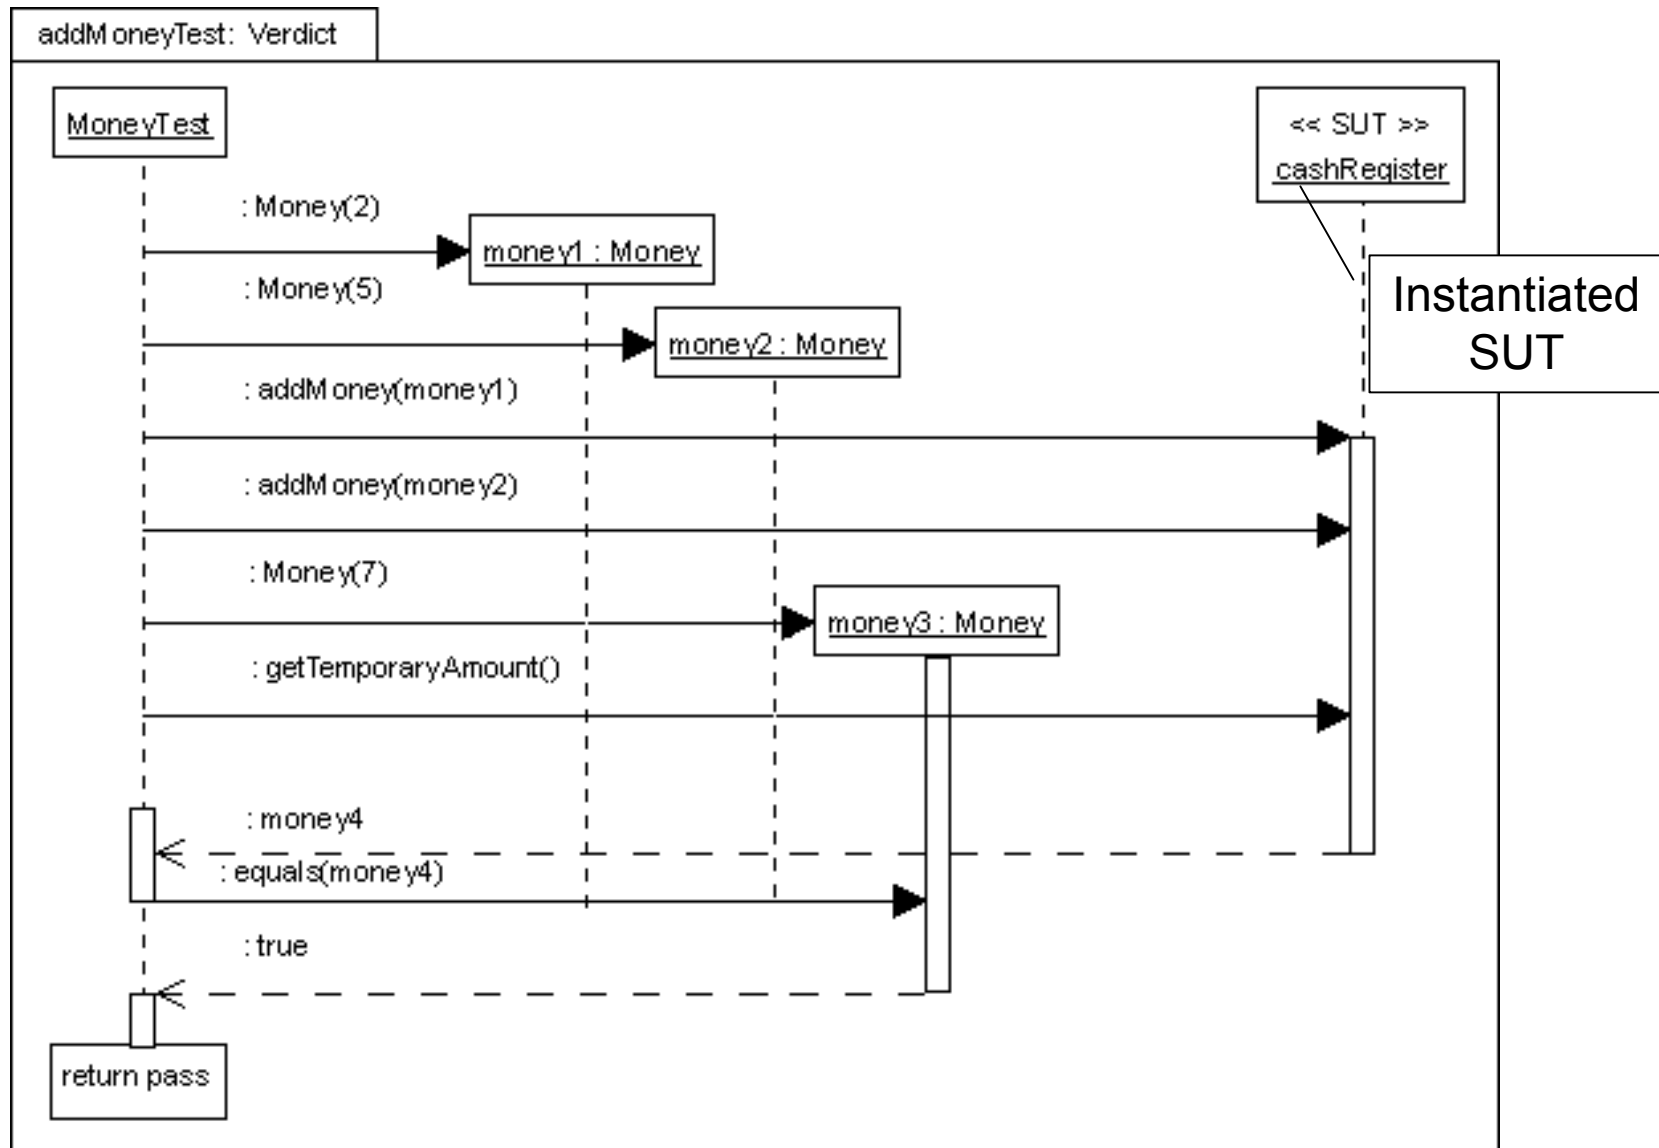 addMoneyTest: Verdict
MoneyTest
<< SUT >>
cashRegister
: Money(2)
money1 : Money
Instantiated
SUT
: Money(5)
money2 : Money
: addMoney(money1)
: addMoney(money2)
: Money(7)
money3 : Money
: getTemporaryAmount()
: money4
: equals(money4)
: true
return pass